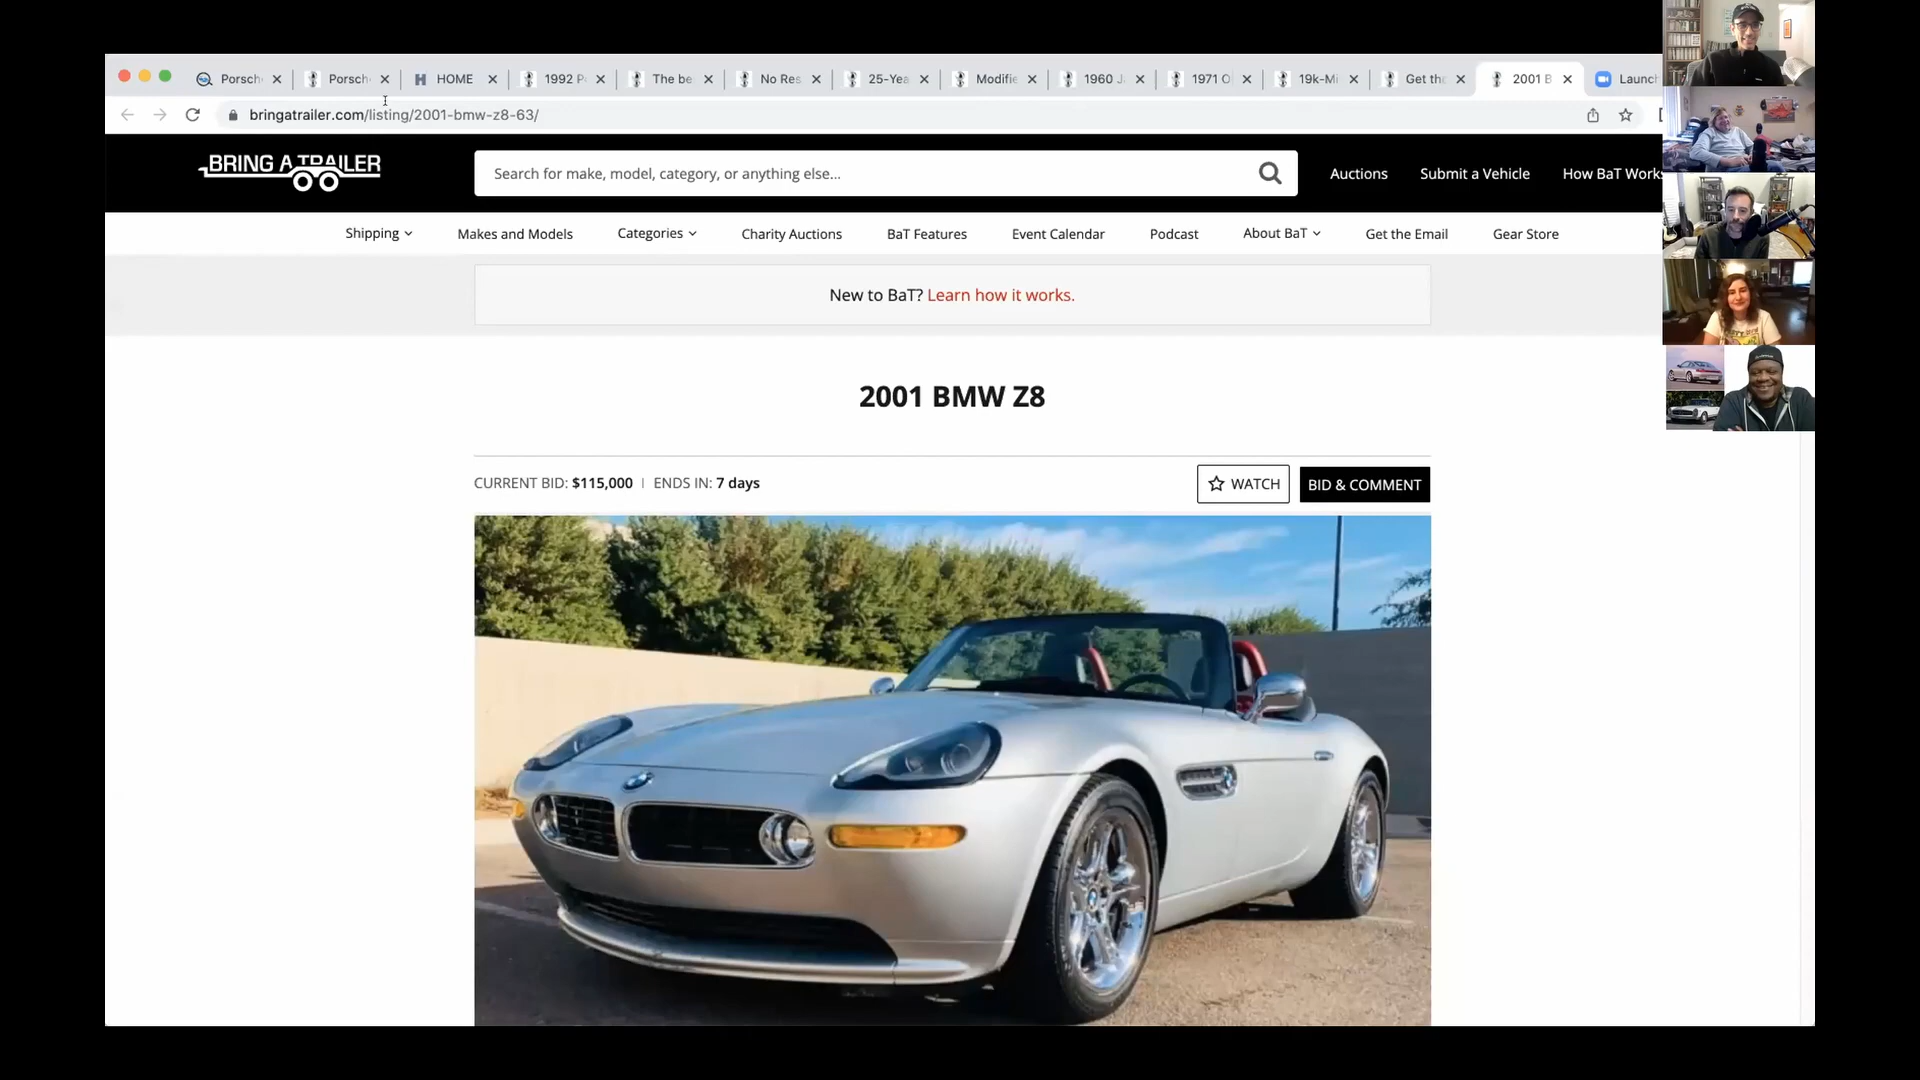 Porsch
Porsch
HOME
1992 P
The be
No Res
25-Yea
Modifie
1960 J
1971 O
19k-Mi
Get the
2001 B
Launch
bringatrailer.com/listing/2001-bmw-z8-63/
BRING A TRAILER
Search for make, model, category, or anything else...
Auctions
Submit a Vehicle
How BaT Works
Shipping
Makes and Models
Categories
Charity Auctions
BaT Features
Event Calendar
Podcast
About BaT
Get the Email
Gear Store
New to BaT? Learn how it works.
2001 BMW Z8
CURRENT BID: $115,000 | ENDS IN: 7 days
WATCH
BID & COMMENT